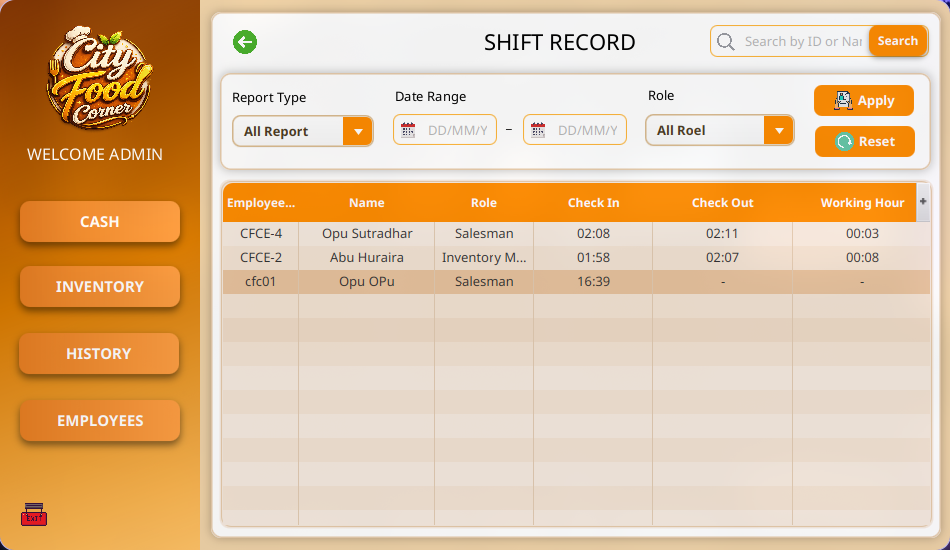 City
Food
Corner
WELCOME ADMIN
CASH
INVENTORY
HISTORY
EMPLOYEES
EXIT
SHIFT RECORD
Search by ID or Nar
Search
Report Type
All Report
Date Range
DD/MM/Y – DD/MM/Y
Role
All Roel
Apply
Reset
Employee... Name Role Check In Check Out Working Hour +
CFCE-4 Opu Sutradhar Salesman 02:08 02:11 00:03
CFCE-2 Abu Huraira Inventory M... 01:58 02:07 00:08
cfc01 Opu OPu Salesman 16:39 - -